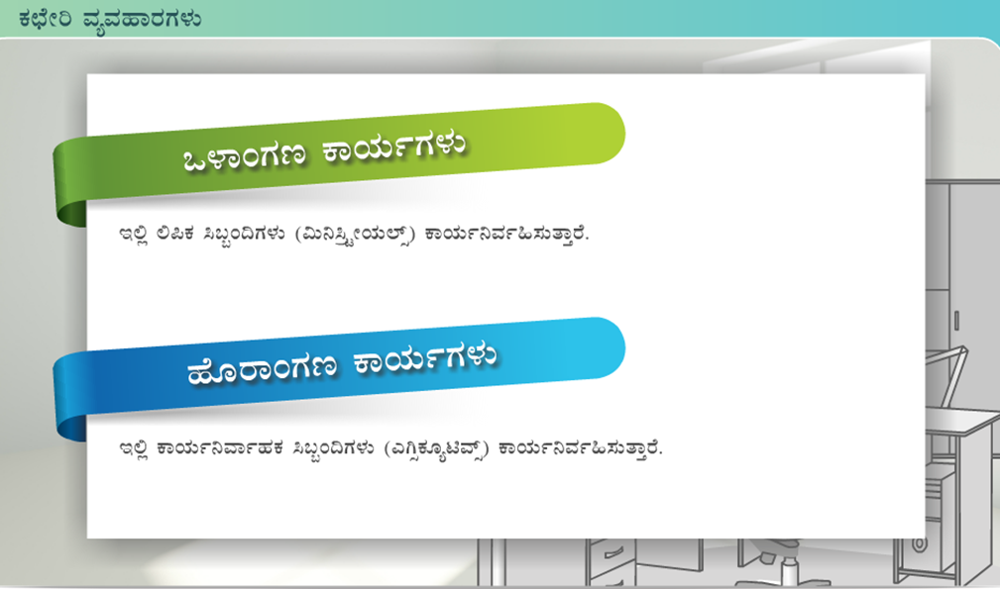 ಕಛೇರಿ ವ್ಯವಹಾರಗಳು
ಒಳಾಂಗಣ ಕಾರ್ಯಗಳು
ಇಲ್ಲಿ ಲಿಪಿಕ ಸಿಬ್ಬಂದಿಗಳು (ಮಿನಿಸ್ಟ್ರೀಯಲ್ಸ್) ಕಾರ್ಯನಿರ್ವಹಿಸುತ್ತಾರೆ.
ಹೊರಾಂಗಣ ಕಾರ್ಯಗಳು
ಇಲ್ಲಿ ಕಾರ್ಯನಿರ್ವಾಹಕ ಸಿಬ್ಬಂದಿಗಳು (ಎಗ್ಸಿಕ್ಯೂಟಿವ್ಸ್) ಕಾರ್ಯನಿರ್ವಹಿಸುತ್ತಾರೆ.